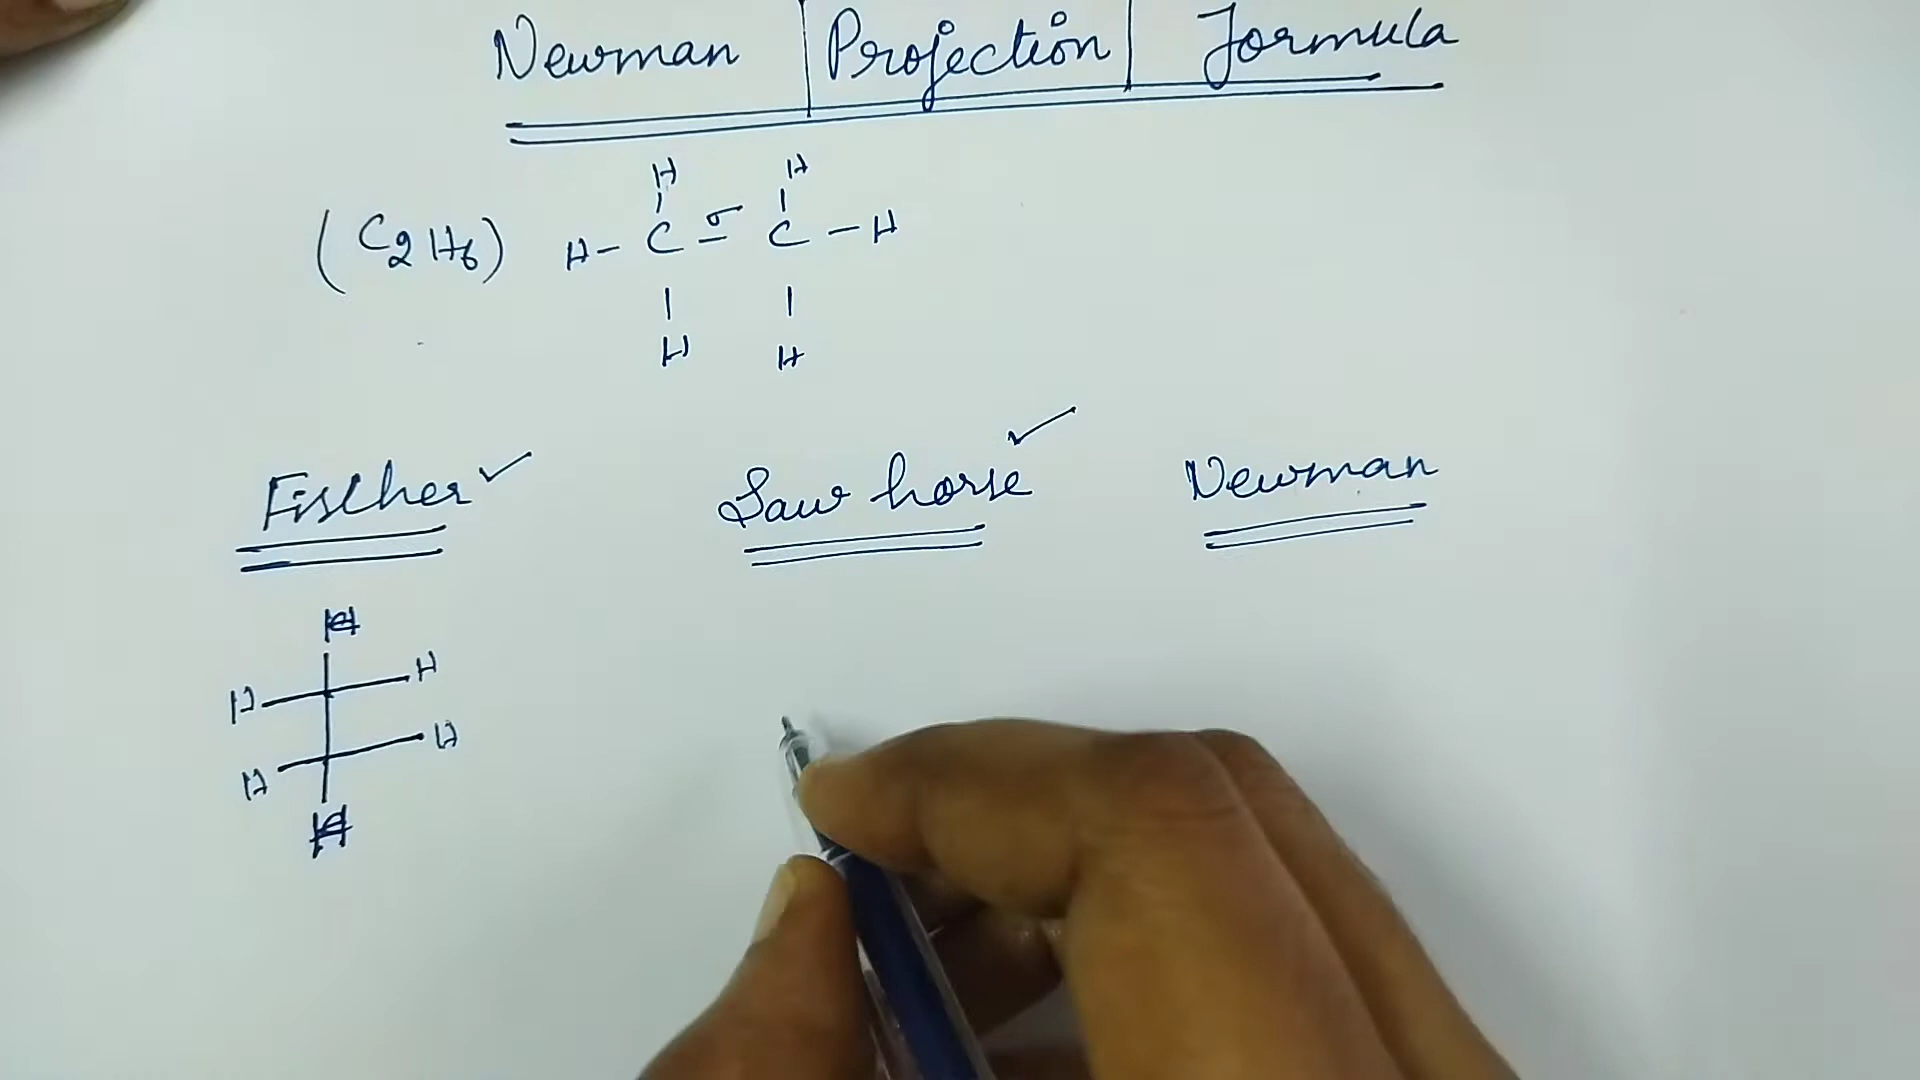 Newman | Projection | Formula
H H
(C2H6) H- C -σ C -H
H H
Fischer ✓ Saw horse ✓ Newman
H
H H
H H
H